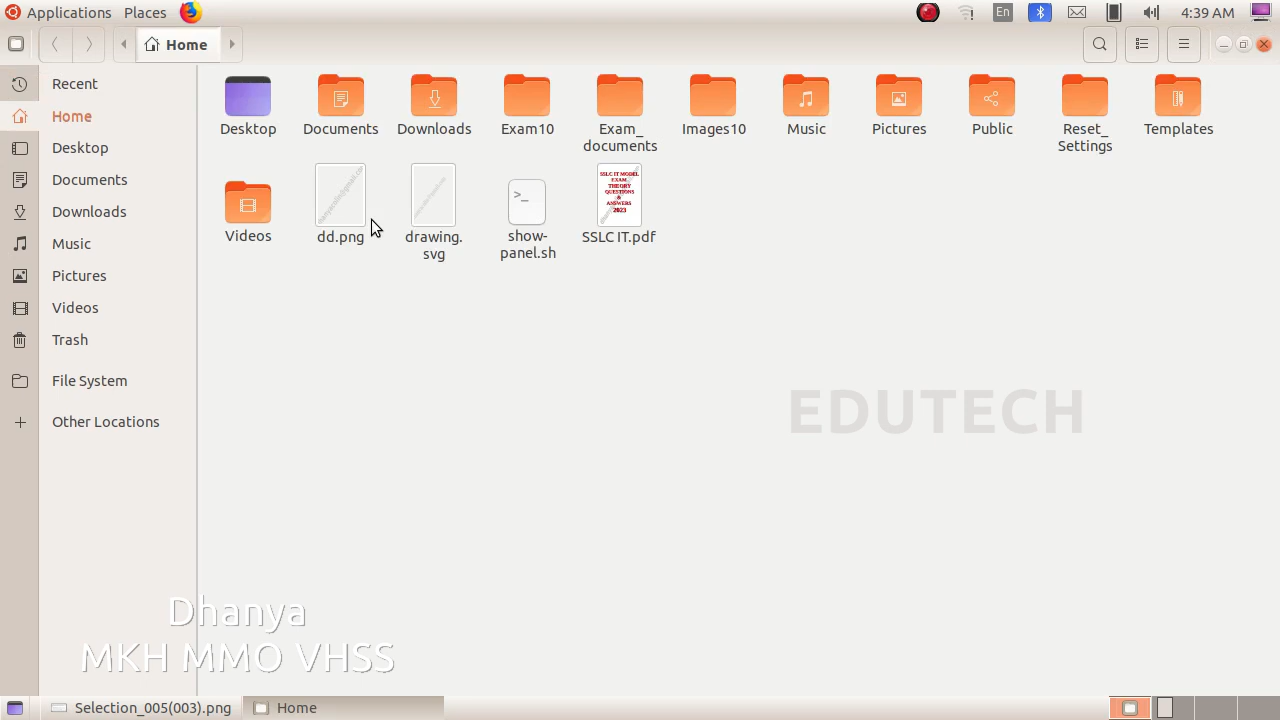 Applications Places En 4:39 AM
Home
Recent
Home
Desktop
Documents
Downloads
Music
Pictures
Videos
Trash
File System
Other Locations
Desktop Documents Downloads Exam10 Exam_ Images10 Music Pictures Public Reset_ Templates
documents Settings
SSLC IT MODEL
EXAM
THEORY
QUESTIONS
&
ANSWERS
2023
Videos dd.png drawing. show- SSLC IT.pdf
svg panel.sh
EDUTECH
Dhanya
MKH MMO VHSS
Selection_005(003).png Home